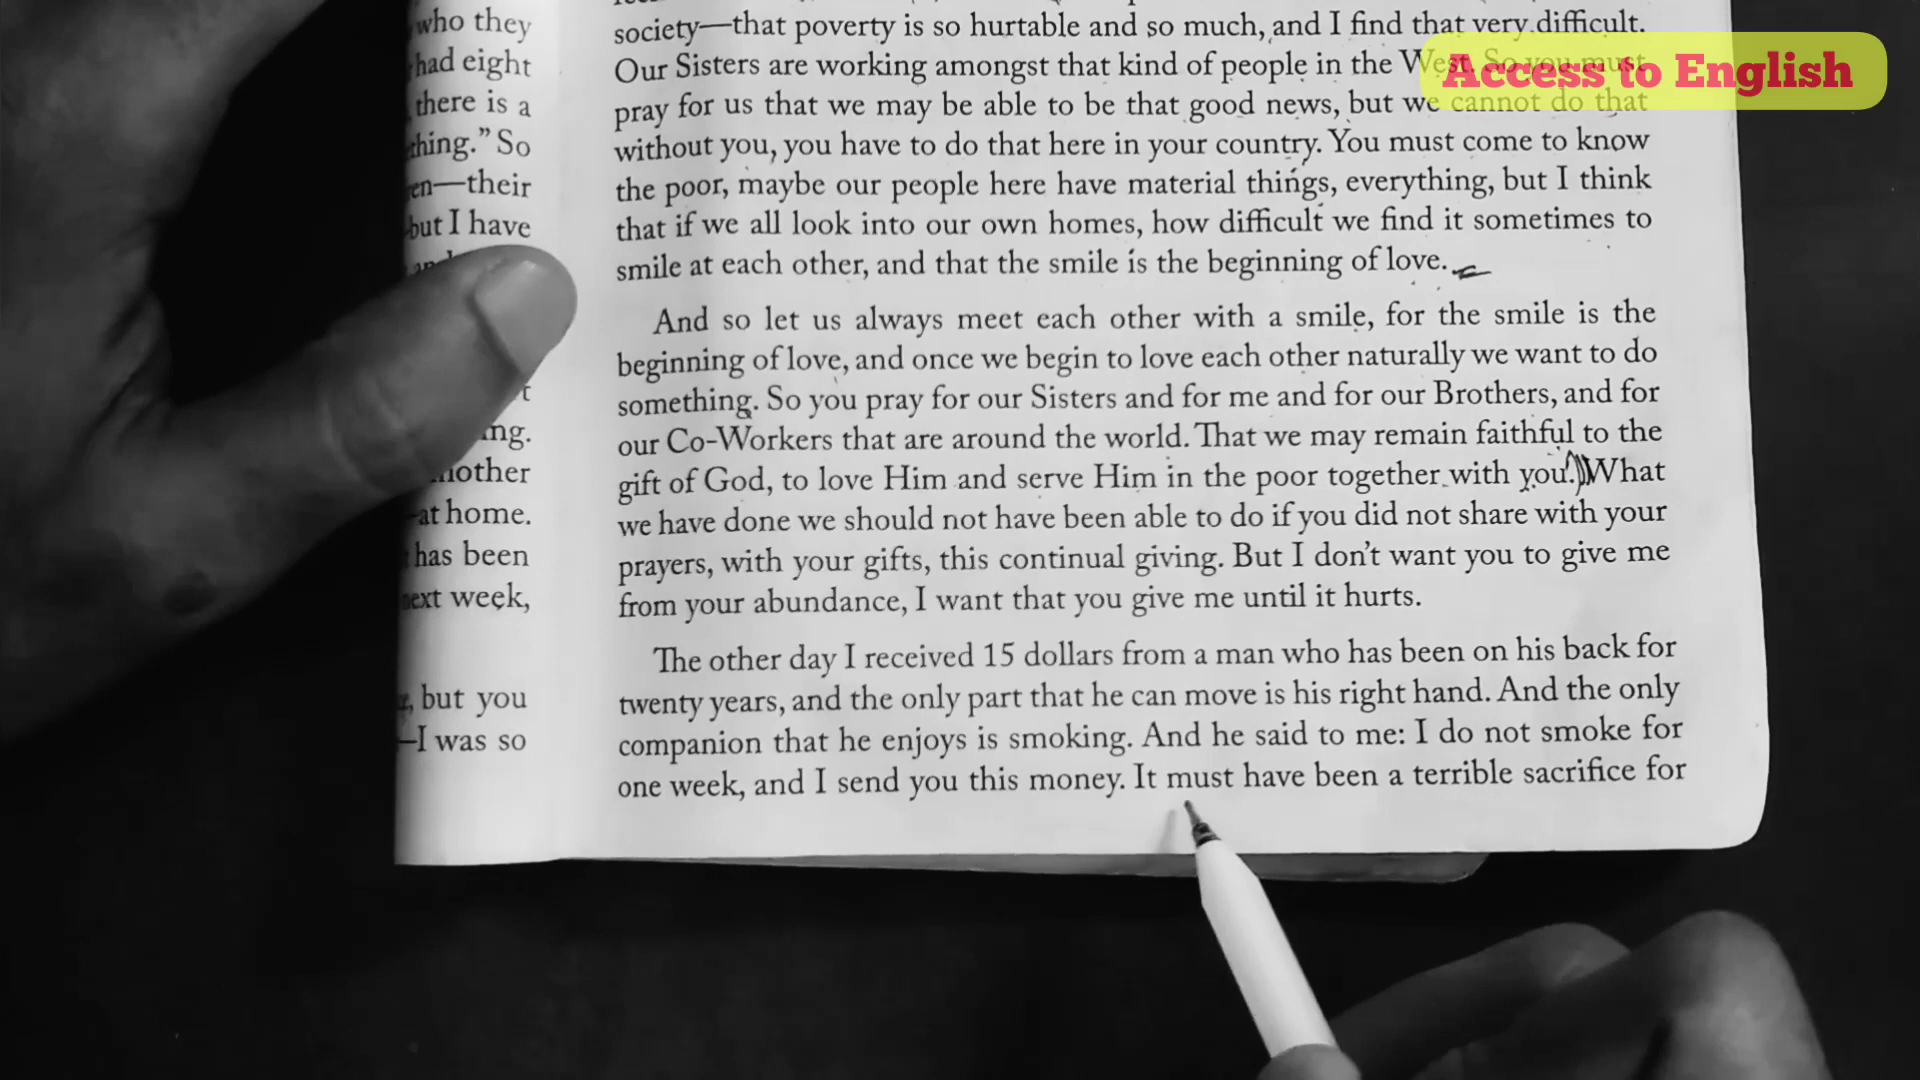 who they
had eight
there is a
thing.” So
en—their
but I have
ng.
other
at home.
has been
next week,
, but you
—I was so
society—that poverty is so hurtable and so much, and I find that very difficult.
Our Sisters are working amongst that kind of people in the West. So you must
pray for us that we may be able to be that good news, but we cannot do that
without you, you have to do that here in your country. You must come to know
the poor, maybe our people here have material things, everything, but I think
that if we all look into our own homes, how difficult we find it sometimes to
smile at each other, and that the smile is the beginning of love.
And so let us always meet each other with a smile, for the smile is the
beginning of love, and once we begin to love each other naturally we want to do
something. So you pray for our Sisters and for me and for our Brothers, and for
our Co-Workers that are around the world. That we may remain faithful to the
gift of God, to love Him and serve Him in the poor together with you. What
we have done we should not have been able to do if you did not share with your
prayers, with your gifts, this continual giving. But I don’t want you to give me
from your abundance, I want that you give me until it hurts.
The other day I received 15 dollars from a man who has been on his back for
twenty years, and the only part that he can move is his right hand. And the only
companion that he enjoys is smoking. And he said to me: I do not smoke for
one week, and I send you this money. It must have been a terrible sacrifice for
Access to English